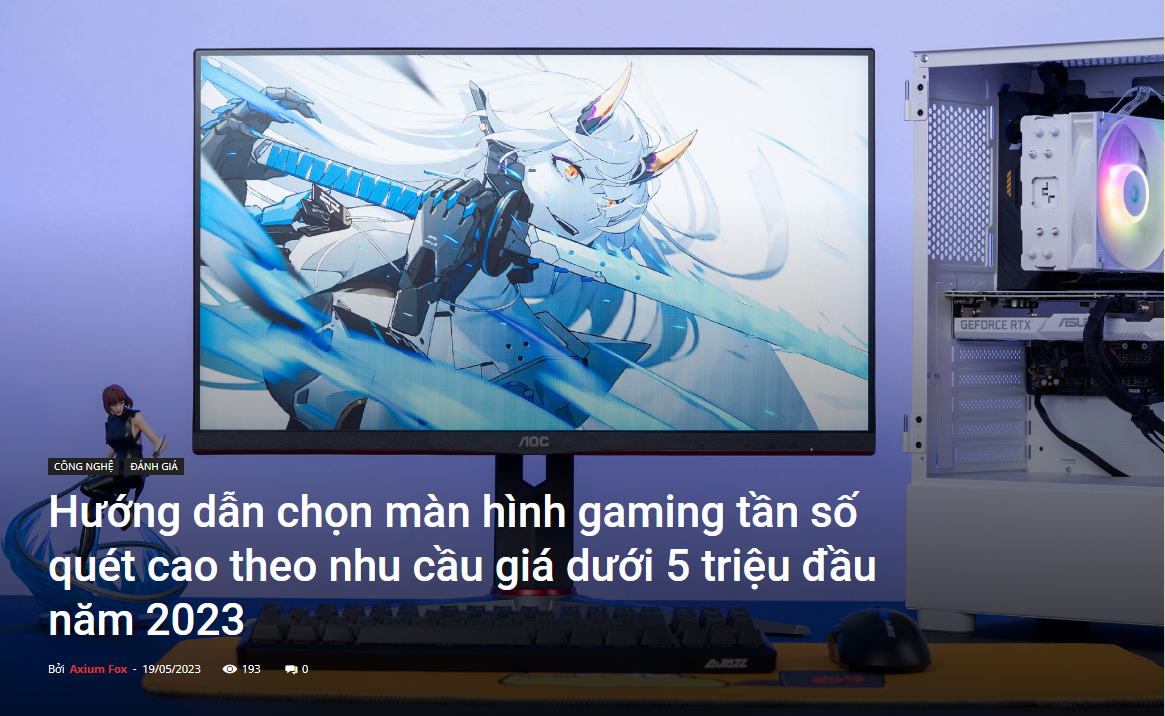 GEFORCE RTX
ASUS
AOC
CÔNG NGHỆ ĐÁNH GIÁ
Hướng dẫn chọn màn hình gaming tần số
quét cao theo nhu cầu giá dưới 5 triệu đầu
năm 2023
Bởi Axium Fox - 19/05/2023 193 0
AJAZZ